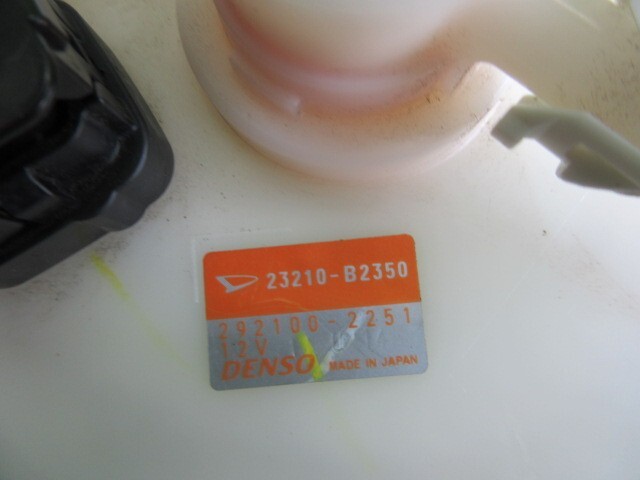 23210-B2350
292100-2251
12V
DENSO MADE IN JAPAN